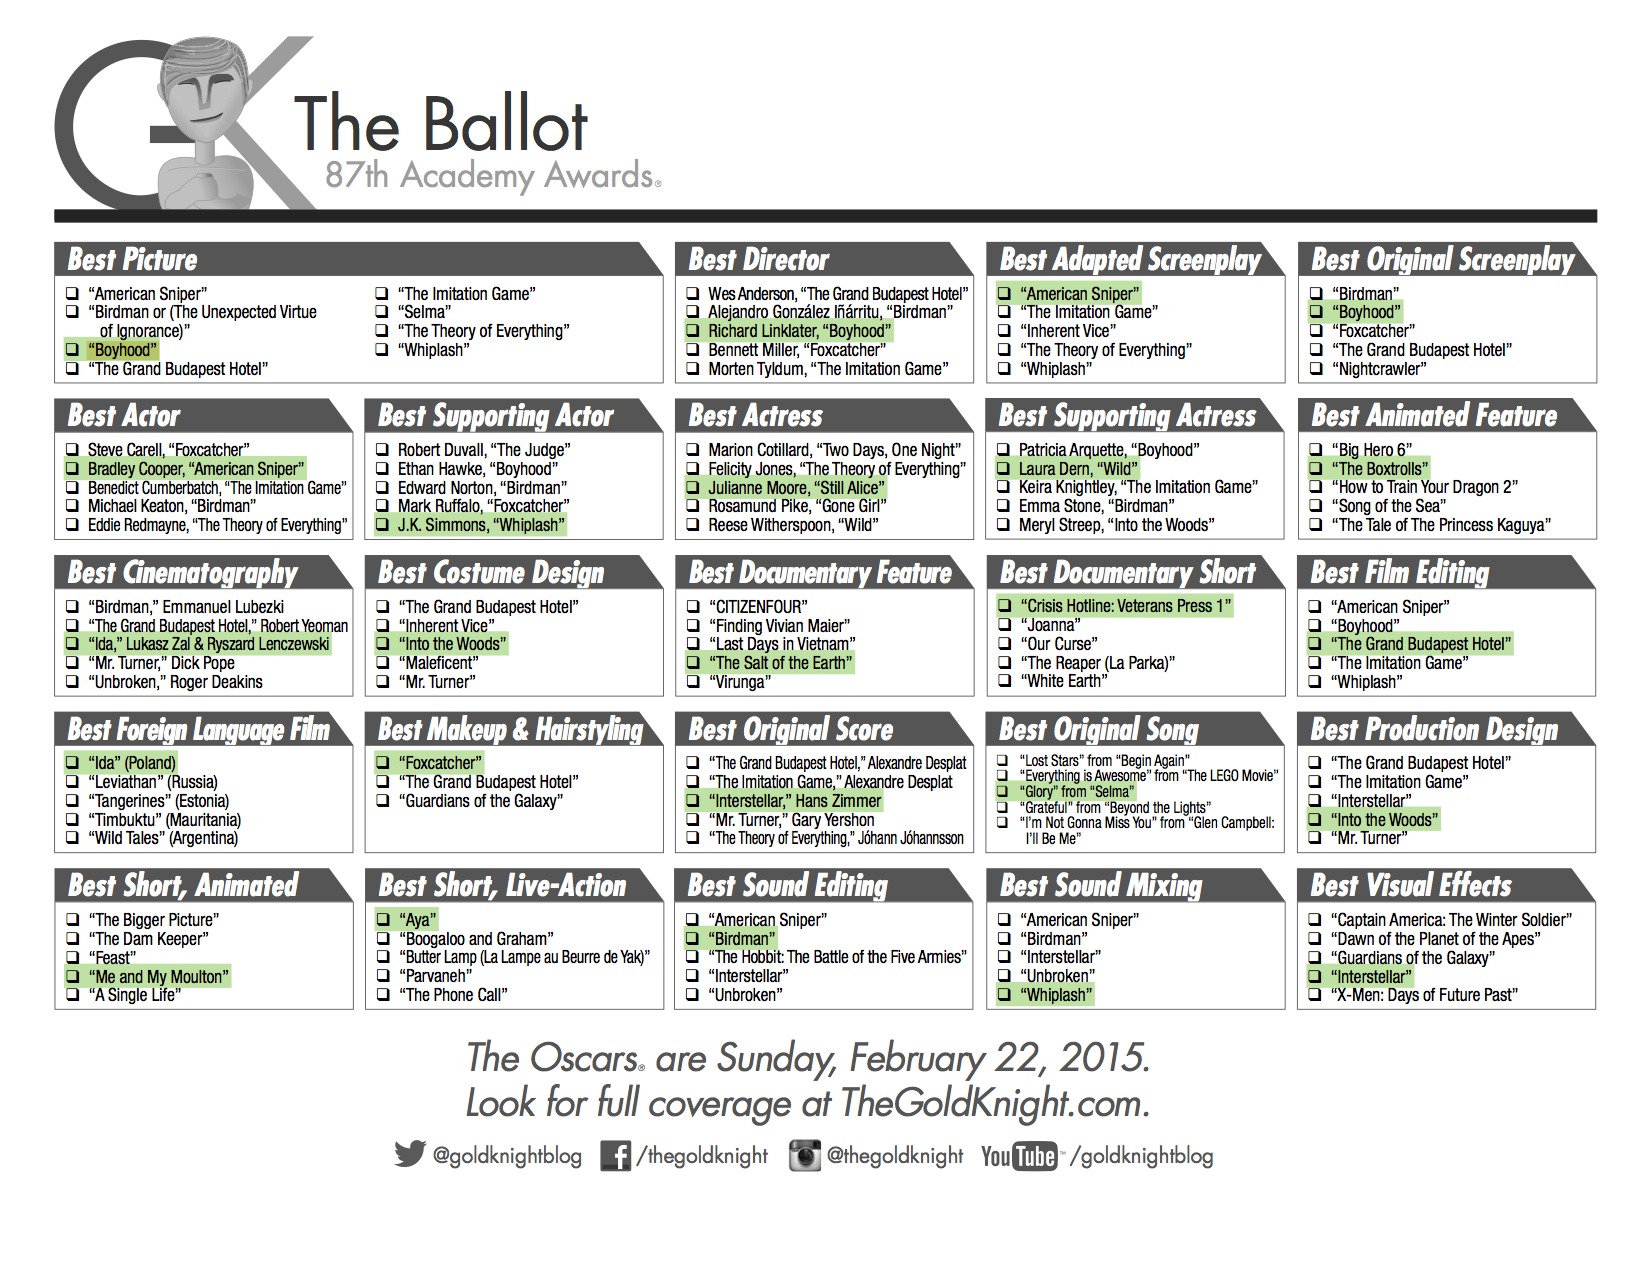 GK
The Ballot
87th Academy Awards®
Best Picture
❑ “American Sniper”
❑ “Birdman or (The Unexpected Virtue
of Ignorance)”
❑ “Boyhood”
❑ “The Grand Budapest Hotel”
❑ “The Imitation Game”
❑ “Selma”
❑ “The Theory of Everything”
❑ “Whiplash”
Best Director
❑ Wes Anderson, “The Grand Budapest Hotel”
❑ Alejandro González Iñárritu, “Birdman”
❑ Richard Linklater, “Boyhood”
❑ Bennett Miller, “Foxcatcher”
❑ Morten Tyldum, “The Imitation Game”
Best Adapted Screenplay
❑ “American Sniper”
❑ “The Imitation Game”
❑ “Inherent Vice”
❑ “The Theory of Everything”
❑ “Whiplash”
Best Original Screenplay
❑ “Birdman”
❑ “Boyhood”
❑ “Foxcatcher”
❑ “The Grand Budapest Hotel”
❑ “Nightcrawler”
Best Actor
❑ Steve Carell, “Foxcatcher”
❑ Bradley Cooper, “American Sniper”
❑ Benedict Cumberbatch, “The Imitation Game”
❑ Michael Keaton, “Birdman”
❑ Eddie Redmayne, “The Theory of Everything”
Best Supporting Actor
❑ Robert Duvall, “The Judge”
❑ Ethan Hawke, “Boyhood”
❑ Edward Norton, “Birdman”
❑ Mark Ruffalo, “Foxcatcher”
❑ J.K. Simmons, “Whiplash”
Best Actress
❑ Marion Cotillard, “Two Days, One Night”
❑ Felicity Jones, “The Theory of Everything”
❑ Julianne Moore, “Still Alice”
❑ Rosamund Pike, “Gone Girl”
❑ Reese Witherspoon, “Wild”
Best Supporting Actress
❑ Patricia Arquette, “Boyhood”
❑ Laura Dern, “Wild”
❑ Keira Knightley, “The Imitation Game”
❑ Emma Stone, “Birdman”
❑ Meryl Streep, “Into the Woods”
Best Animated Feature
❑ “Big Hero 6”
❑ “The Boxtrolls”
❑ “How to Train Your Dragon 2”
❑ “Song of the Sea”
❑ “The Tale of The Princess Kaguya”
Best Cinematography
❑ “Birdman,” Emmanuel Lubezki
❑ “The Grand Budapest Hotel,” Robert Yeoman
❑ “Ida,” Lukasz Zal & Ryszard Lenczewski
❑ “Mr. Turner,” Dick Pope
❑ “Unbroken,” Roger Deakins
Best Costume Design
❑ “The Grand Budapest Hotel”
❑ “Inherent Vice”
❑ “Into the Woods”
❑ “Maleficent”
❑ “Mr. Turner”
Best Documentary Feature
❑ “CITIZENFOUR”
❑ “Finding Vivian Maier”
❑ “Last Days in Vietnam”
❑ “The Salt of the Earth”
❑ “Virunga”
Best Documentary Short
❑ “Crisis Hotline: Veterans Press 1”
❑ “Joanna”
❑ “Our Curse”
❑ “The Reaper (La Parka)”
❑ “White Earth”
Best Film Editing
❑ “American Sniper”
❑ “Boyhood”
❑ “The Grand Budapest Hotel”
❑ “The Imitation Game”
❑ “Whiplash”
Best Foreign Language Film
❑ “Ida” (Poland)
❑ “Leviathan” (Russia)
❑ “Tangerines” (Estonia)
❑ “Timbuktu” (Mauritania)
❑ “Wild Tales” (Argentina)
Best Makeup & Hairstyling
❑ “Foxcatcher”
❑ “The Grand Budapest Hotel”
❑ “Guardians of the Galaxy”
Best Original Score
❑ “The Grand Budapest Hotel,” Alexandre Desplat
❑ “The Imitation Game,” Alexandre Desplat
❑ “Interstellar,” Hans Zimmer
❑ “Mr. Turner,” Gary Yershon
❑ “The Theory of Everything,” Jóhann Jóhannsson
Best Original Song
❑ “Lost Stars” from “Begin Again”
❑ “Everything is Awesome” from “The LEGO Movie”
❑ “Glory” from “Selma”
❑ “Grateful” from “Beyond the Lights”
❑ “I’m Not Gonna Miss You” from “Glen Campbell:
I’ll Be Me”
Best Production Design
❑ “The Grand Budapest Hotel”
❑ “The Imitation Game”
❑ “Interstellar”
❑ “Into the Woods”
❑ “Mr. Turner”
Best Short, Animated
❑ “The Bigger Picture”
❑ “The Dam Keeper”
❑ “Feast”
❑ “Me and My Moulton”
❑ “A Single Life”
Best Short, Live-Action
❑ “Aya”
❑ “Boogaloo and Graham”
❑ “Butter Lamp (La Lampe au Beurre de Yak)”
❑ “Parvaneh”
❑ “The Phone Call”
Best Sound Editing
❑ “American Sniper”
❑ “Birdman”
❑ “The Hobbit: The Battle of the Five Armies”
❑ “Interstellar”
❑ “Unbroken”
Best Sound Mixing
❑ “American Sniper”
❑ “Birdman”
❑ “Interstellar”
❑ “Unbroken”
❑ “Whiplash”
Best Visual Effects
❑ “Captain America: The Winter Soldier”
❑ “Dawn of the Planet of the Apes”
❑ “Guardians of the Galaxy”
❑ “Interstellar”
❑ “X-Men: Days of Future Past”
The Oscars® are Sunday, February 22, 2015.
Look for full coverage at TheGoldKnight.com.
@goldknightblog f /thegoldknight @thegoldknight YouTube™ /goldknightblog